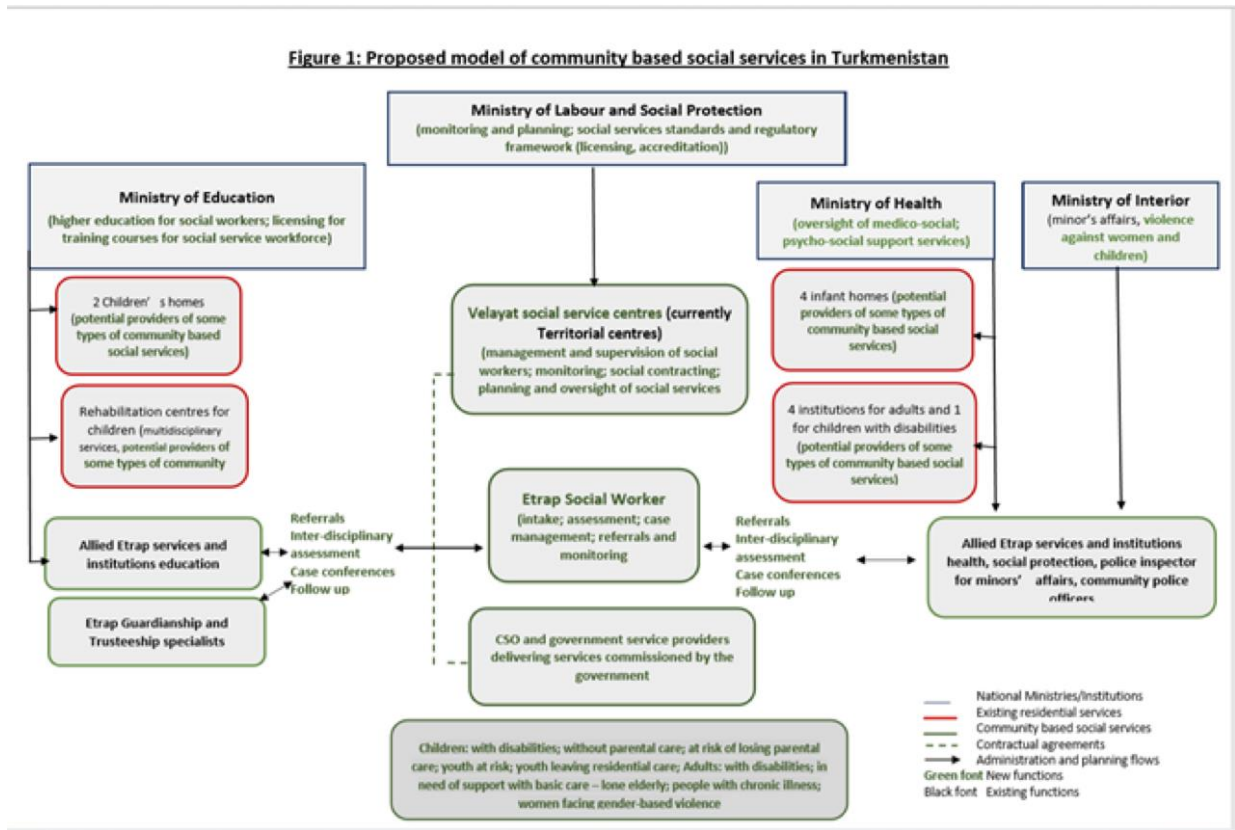 Figure 1: Proposed model of community based social services in Turkmenistan
Ministry of Labour and Social Protection
(monitoring and planning; social services standards and regulatory
framework (licensing, accreditation))
Ministry of Education
(higher education for social workers; licensing for
training courses for social service workforce)
Ministry of Health
(oversight of medico-social;
psycho-social support services)
Ministry of Interior
(minor's affairs, violence
against women and
children)
2 Children' s homes
(potential providers of some
types of community based
social services)
Rehabilitation centres for
children (multidisciplinary
services, potential providers of
some types of community
Velayat social service centres (currently
Territorial centres)
(management and supervision of social
workers; monitoring; social contracting;
planning and oversight of social services
4 infant homes (potential
providers of some types of
community based social
services)
4 institutions for adults and 1
for children with disabilities
(potential providers of some
types of community based social
services)
Allied Etrap services and
institutions education
Etrap Guardianship and
Trusteeship specialists
Referrals
Inter-disciplinary
assessment
Case conferences
Follow up
Etrap Social Worker
(intake; assessment; case
management; referrals and
monitoring
Referrals
Inter-disciplinary
assessment
Case conferences
Follow up
Allied Etrap services and institutions
health, social protection, police inspector
for minors' affairs, community police
officers
CSO and government service providers
delivering services commissioned by the
government
Children: with disabilities; without parental care; at risk of losing parental
care; youth at risk; youth leaving residential care; Adults: with disabilities; in
need of support with basic care – lone elderly; people with chronic illness;
women facing gender-based violence
National Ministries/Institutions
Existing residential services
Community based social services
Contractual agreements
Administration and planning flows
Green font New functions
Black font Existing functions